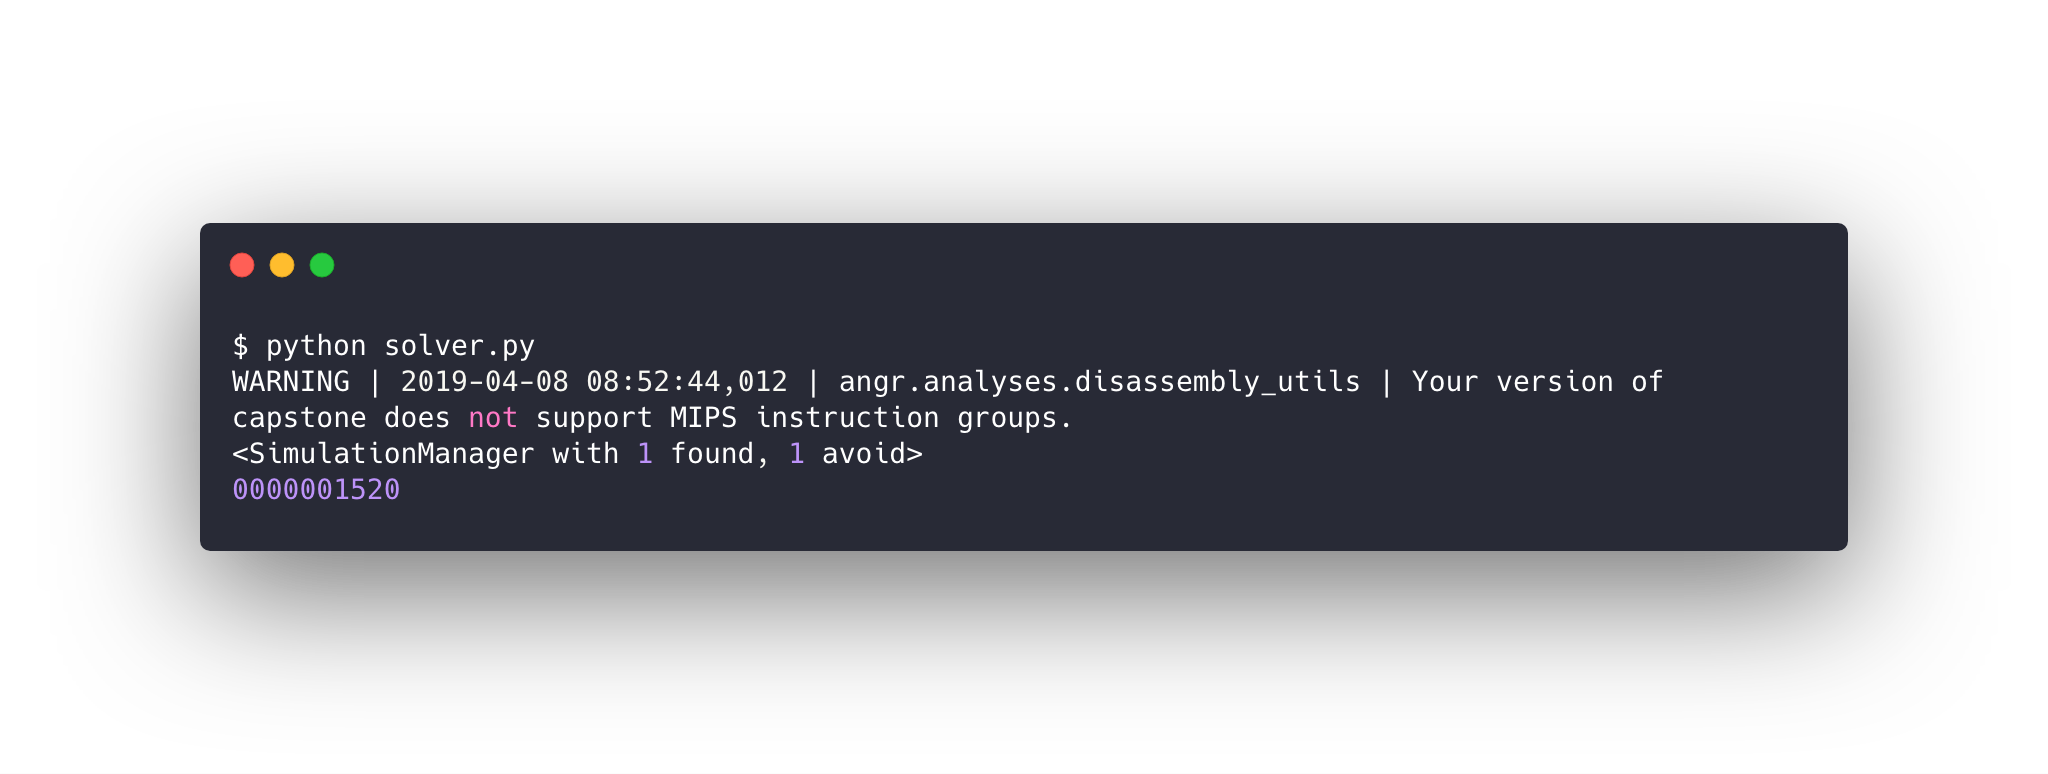 $ python solver.py
WARNING | 2019-04-08 08:52:44,012 | angr.analyses.disassembly_utils | Your version of
capstone does not support MIPS instruction groups.
<SimulationManager with 1 found, 1 avoid>
0000001520